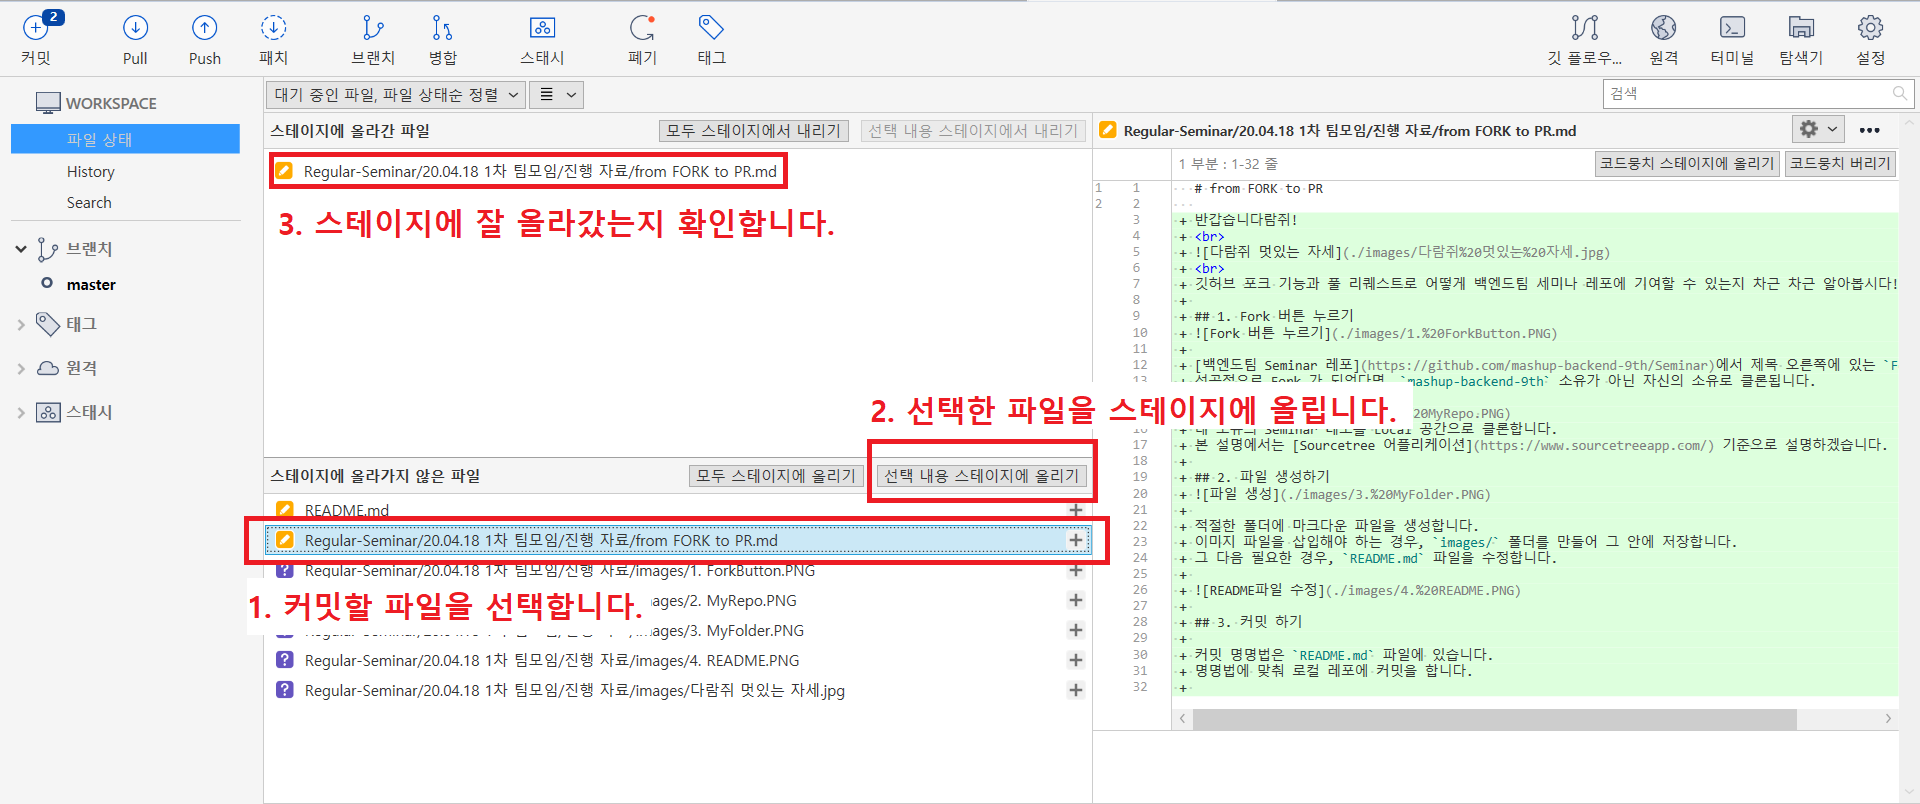 2
커밋 Pull Push 패치 브랜치 병합 스태시 폐기 태그 깃 플로우... 원격 터미널 탐색기 설정
WORKSPACE
파일 상태
History
Search
브랜치
master
태그
원격
스태시
대기 중인 파일, 파일 상태순 정렬
검색
스테이지에 올라간 파일 모두 스테이지에서 내리기 선택 내용 스테이지에서 내리기
Regular-Seminar/20.04.18 1차 팀모임/진행 자료/from FORK to PR.md
3. 스테이지에 잘 올라갔는지 확인합니다.
2. 선택한 파일을 스테이지에 올립니다.
스테이지에 올라가지 않은 파일 모두 스테이지에 올리기 선택 내용 스테이지에 올리기
README.md
Regular-Seminar/20.04.18 1차 팀모임/진행 자료/from FORK to PR.md
Regular-Seminar/20.04.18 1차 팀모임/진행 자료/images/1. ForkButton.PNG
1. 커밋할 파일을 선택합니다.
ages/2. MyRepo.PNG
images/3. MyFolder.PNG
Regular-Seminar/20.04.18 1차 팀모임/진행 자료/images/4. README.PNG
Regular-Seminar/20.04.18 1차 팀모임/진행 자료/images/다람쥐 멋있는 자세.jpg
Regular-Seminar/20.04.18 1차 팀모임/진행 자료/from FORK to PR.md
1 부분 : 1-32 줄 코드뭉치 스테이지에 올리기 코드뭉치 버리기
1 1 # from FORK to PR
2 2
3 + 반갑습니다람쥐!
4 + <br>
5 + ![다람쥐 멋있는 자세](./images/다람쥐%20멋있는%20자세.jpg)
6 + <br>
7 + 깃허브 포크 기능과 풀 리퀘스트로 어떻게 백엔드팀 세미나 레포에 기여할 수 있는지 차근 차근 알아봅시다!
8 +
9 + ## 1. Fork 버튼 누르기
10 + ![Fork 버튼 누르기](./images/1.%20ForkButton.PNG)
11 +
12 + [백엔드팀 Seminar 레포](https://github.com/mashup-backend-9th/Seminar)에서 제목 오른쪽에 있는 `F
13 + 성공적으로 Fork 가 되었다면, `mashup-backend-9th` 소유가 아닌 자신의 소유로 클론됩니다.
20MyRepo.PNG)
16 + 내 소유의 Seminar 레포를 Local 공간으로 클론합니다.
17 + 본 설명에서는 [Sourcetree 어플리케이션](https://www.sourcetreeapp.com/) 기준으로 설명하겠습니다.
18 +
19 + ## 2. 파일 생성하기
20 + ![파일 생성](./images/3.%20MyFolder.PNG)
21 +
22 + 적절한 폴더에 마크다운 파일을 생성합니다.
23 + 이미지 파일을 삽입해야 하는 경우, `images/` 폴더를 만들어 그 안에 저장합니다.
24 + 그 다음 필요한 경우, `README.md` 파일을 수정합니다.
25 +
26 + ![README파일 수정](./images/4.%20README.PNG)
27 +
28 + ## 3. 커밋 하기
29 +
30 + 커밋 명명법은 `README.md` 파일에 있습니다.
31 + 명명법에 맞춰 로컬 레포에 커밋을 합니다.
32 +